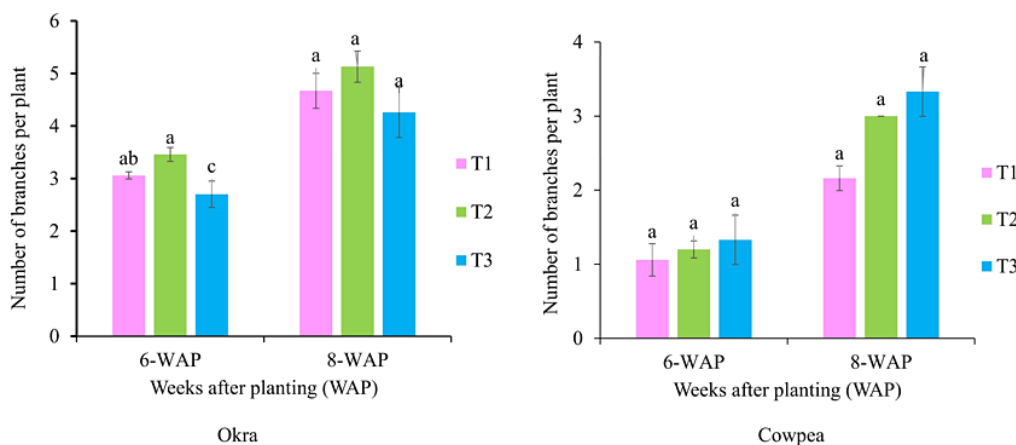 Number of branches per plant
6
5
4
3
2
1
0
ab
a
c
a
a
a
6-WAP
8-WAP
Weeks after planting (WAP)
T1
T2
T3
Okra
Number of branches per plant
4
3
2
1
0
a
a
a
a
a
a
6-WAP
8-WAP
Weeks after planting (WAP)
T1
T2
T3
Cowpea